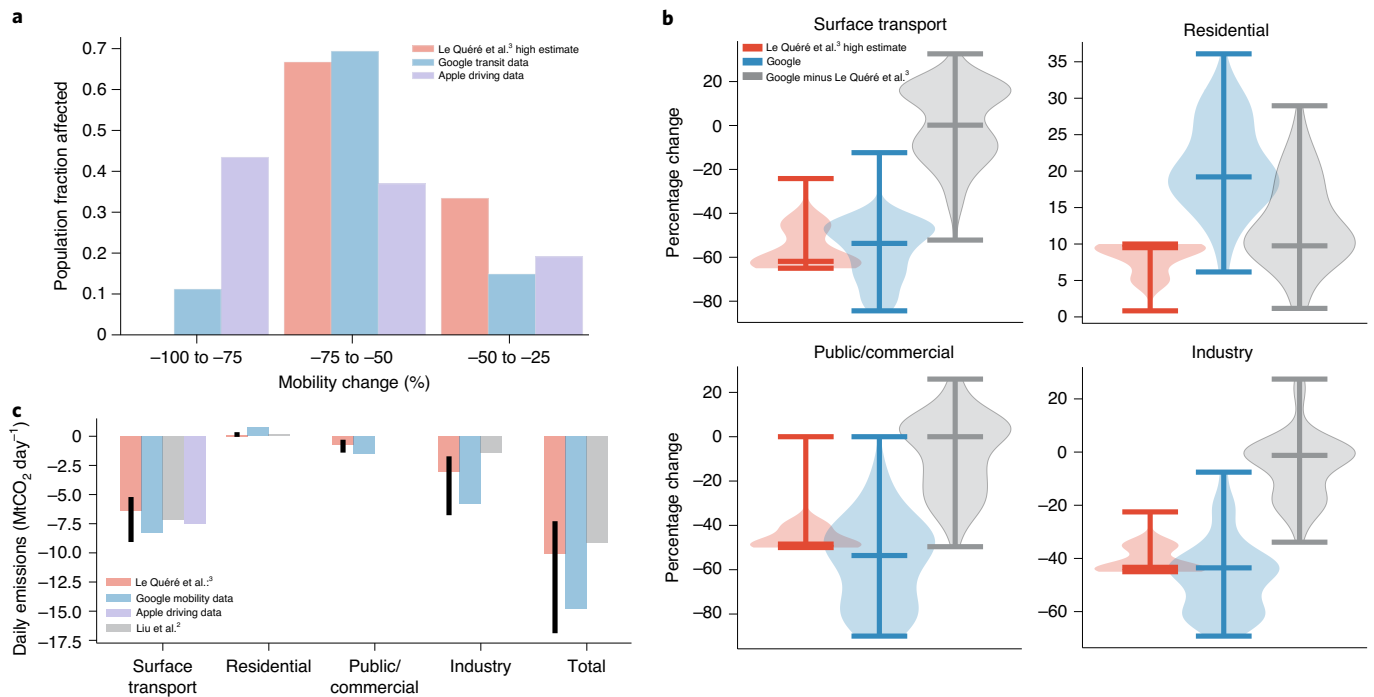 a
Population fraction affected
0.7
0.6
0.5
0.4
0.3
0.2
0.1
0
Le Quéré et al.³ high estimate
Google transit data
Apple driving data
–100 to –75
–75 to –50
–50 to –25
Mobility change (%)
b
Surface transport
Percentage change
20
0
–20
–40
–60
–80
Le Quéré et al.³ high estimate
Google
Google minus Le Quéré et al.³
Residential
35
30
25
20
15
10
5
0
Public/commercial
Percentage change
20
0
–20
–40
–60
–80
Industry
20
0
–20
–40
–60
c
Daily emissions (MtCO₂ day⁻¹)
0
–2.5
–5.0
–7.5
–10.0
–12.5
–15.0
–17.5
Le Quéré et al.:³
Google mobility data
Apple driving data
Liu et al.²
Surface
transport
Residential
Public/
commercial
Industry
Total